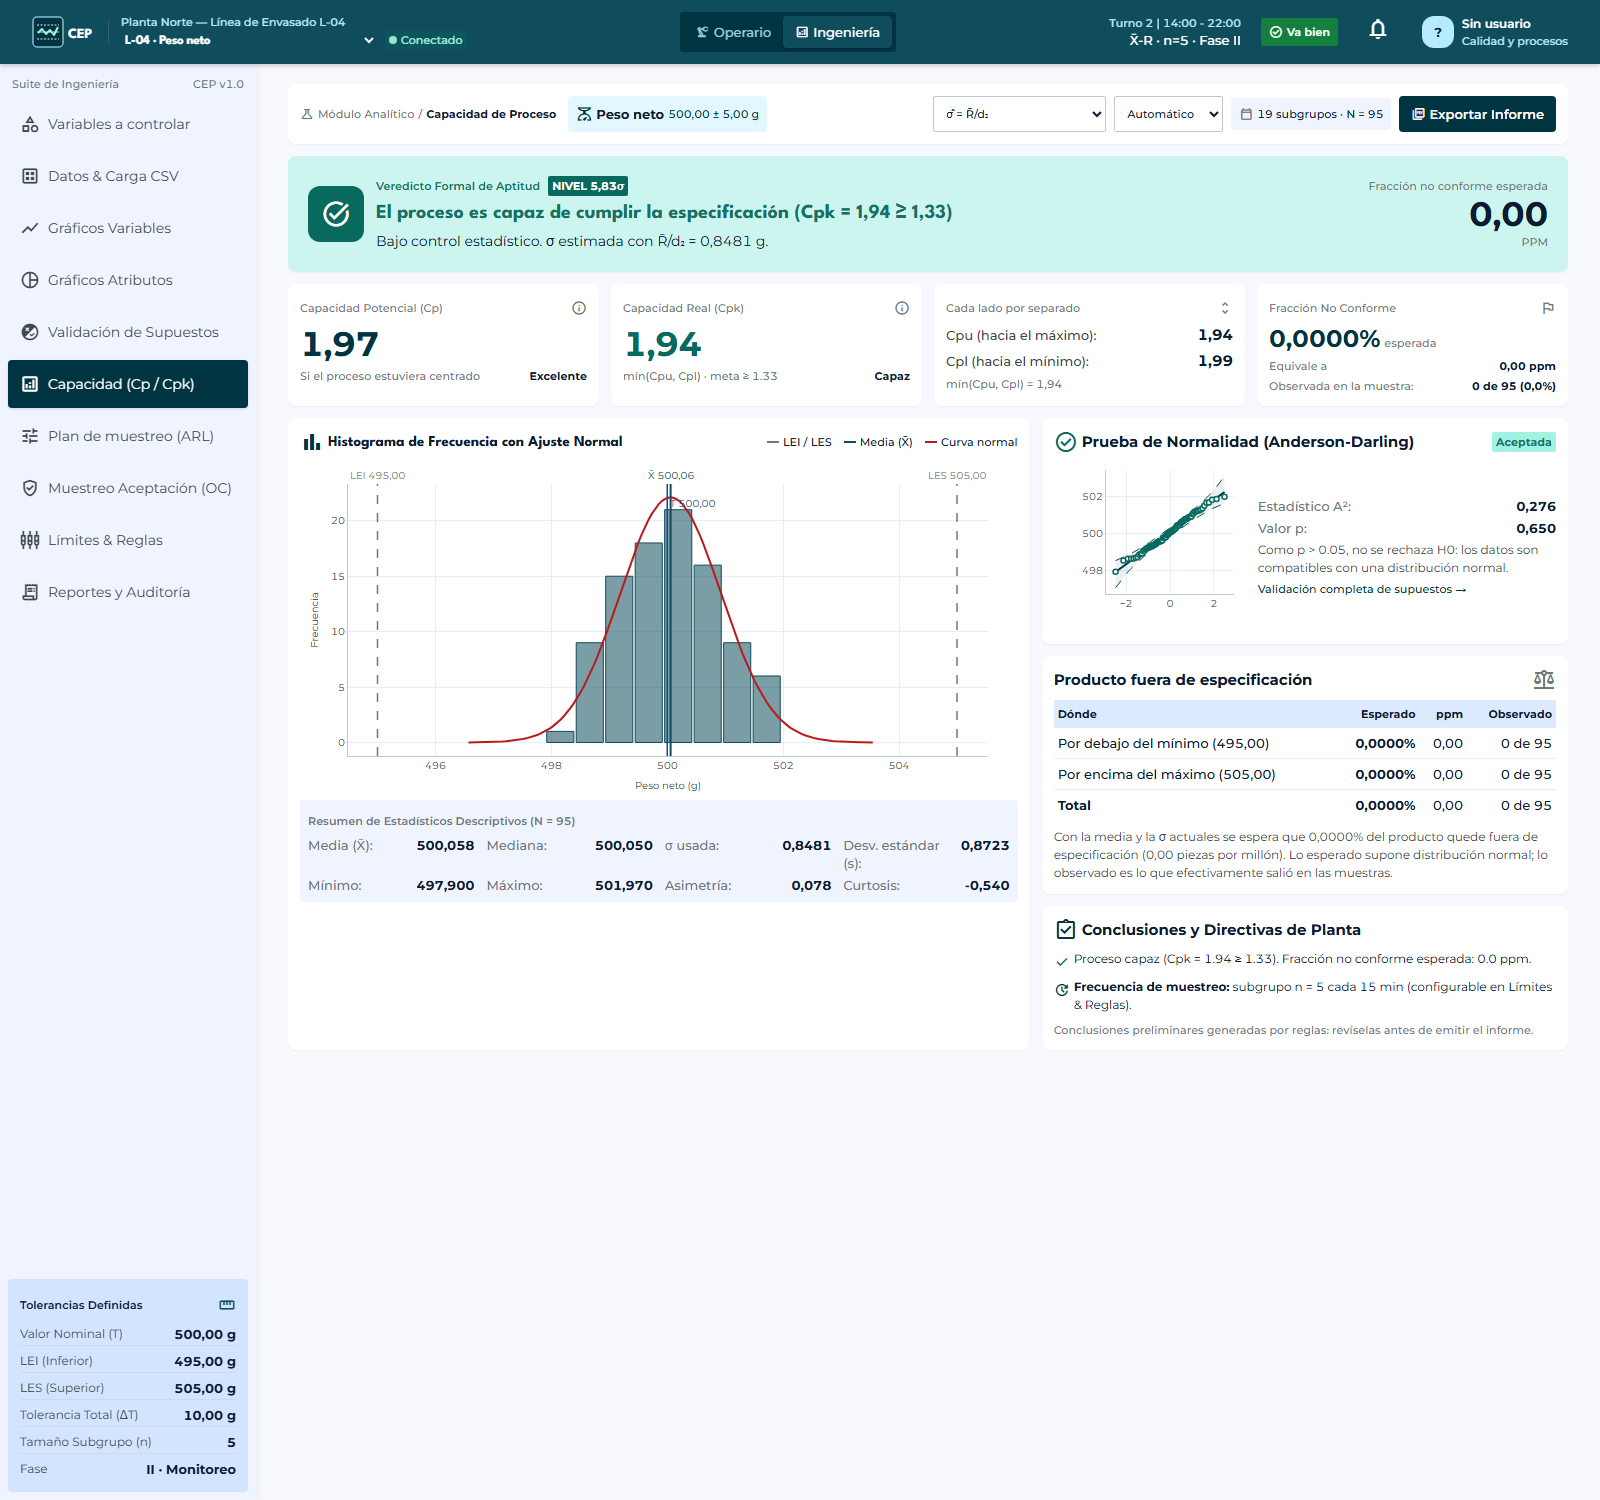 CEP
Planta Norte — Línea de Envasado L-04
L-04 · Peso neto
Conectado
Operario
Ingeniería
Turno 2 | 14:00 - 22:00
X̄-R · n=5 · Fase II
Va bien
?
Sin usuario
Calidad y procesos
Suite de Ingeniería
CEP v1.0
Variables a controlar
Datos & Carga CSV
Gráficos Variables
Gráficos Atributos
Validación de Supuestos
Capacidad (Cp / Cpk)
Plan de muestreo (ARL)
Muestreo Aceptación (OC)
Límites & Reglas
Reportes y Auditoría
Tolerancias Definidas
Valor Nominal (T) 500,00 g
LEI (Inferior) 495,00 g
LES (Superior) 505,00 g
Tolerancia Total (ΔT) 10,00 g
Tamaño Subgrupo (n) 5
Fase II · Monitoreo
Módulo Analítico / Capacidad de Proceso
Peso neto 500,00 ± 5,00 g
σ̂ = R̄/d₂
Automático
19 subgrupos · N = 95
Exportar Informe
Veredicto Formal de Aptitud NIVEL 5,83σ
El proceso es capaz de cumplir la especificación (Cpk = 1,94 ≥ 1,33)
Bajo control estadístico. σ estimada con R̄/d₂ = 0,8481 g.
Fracción no conforme esperada
0,00
PPM
Capacidad Potencial (Cp)
1,97
Si el proceso estuviera centrado Excelente
Capacidad Real (Cpk)
1,94
mín(Cpu, Cpl) · meta ≥ 1.33 Capaz
Cada lado por separado
Cpu (hacia el máximo): 1,94
Cpl (hacia el mínimo): 1,99
mín(Cpu, Cpl) = 1,94
Fracción No Conforme
0,0000% esperada
Equivale a 0,00 ppm
Observada en la muestra: 0 de 95 (0,0%)
Histograma de Frecuencia con Ajuste Normal
LEI / LES
Media (X̄)
Curva normal
LEI 495,00
X̄ 500,06
LES 505,00
500,00
20
15
10
5
0
Frecuencia
496 498 500 502 504
Peso neto (g)
Resumen de Estadísticos Descriptivos (N = 95)
Media (X̄): 500,058 Mediana: 500,050 σ usada: 0,8481 Desv. estándar (s): 0,8723
Mínimo: 497,900 Máximo: 501,970 Asimetría: 0,078 Curtosis: -0,540
Prueba de Normalidad (Anderson-Darling)
Aceptada
502
500
498
−2 0 2
Estadístico A²: 0,276
Valor p: 0,650
Como p > 0.05, no se rechaza H0: los datos son
compatibles con una distribución normal.
Validación completa de supuestos →
Producto fuera de especificación
Dónde Esperado ppm Observado
Por debajo del mínimo (495,00) 0,0000% 0,00 0 de 95
Por encima del máximo (505,00) 0,0000% 0,00 0 de 95
Total 0,0000% 0,00 0 de 95
Con la media y la σ actuales se espera que 0,0000% del producto quede fuera de
especificación (0,00 piezas por millón). Lo esperado supone distribución normal; lo
observado es lo que efectivamente salió en las muestras.
Conclusiones y Directivas de Planta
Proceso capaz (Cpk = 1.94 ≥ 1.33). Fracción no conforme esperada: 0.0 ppm.
Frecuencia de muestreo: subgrupo n = 5 cada 15 min (configurable en Límites
& Reglas).
Conclusiones preliminares generadas por reglas: revíselas antes de emitir el informe.